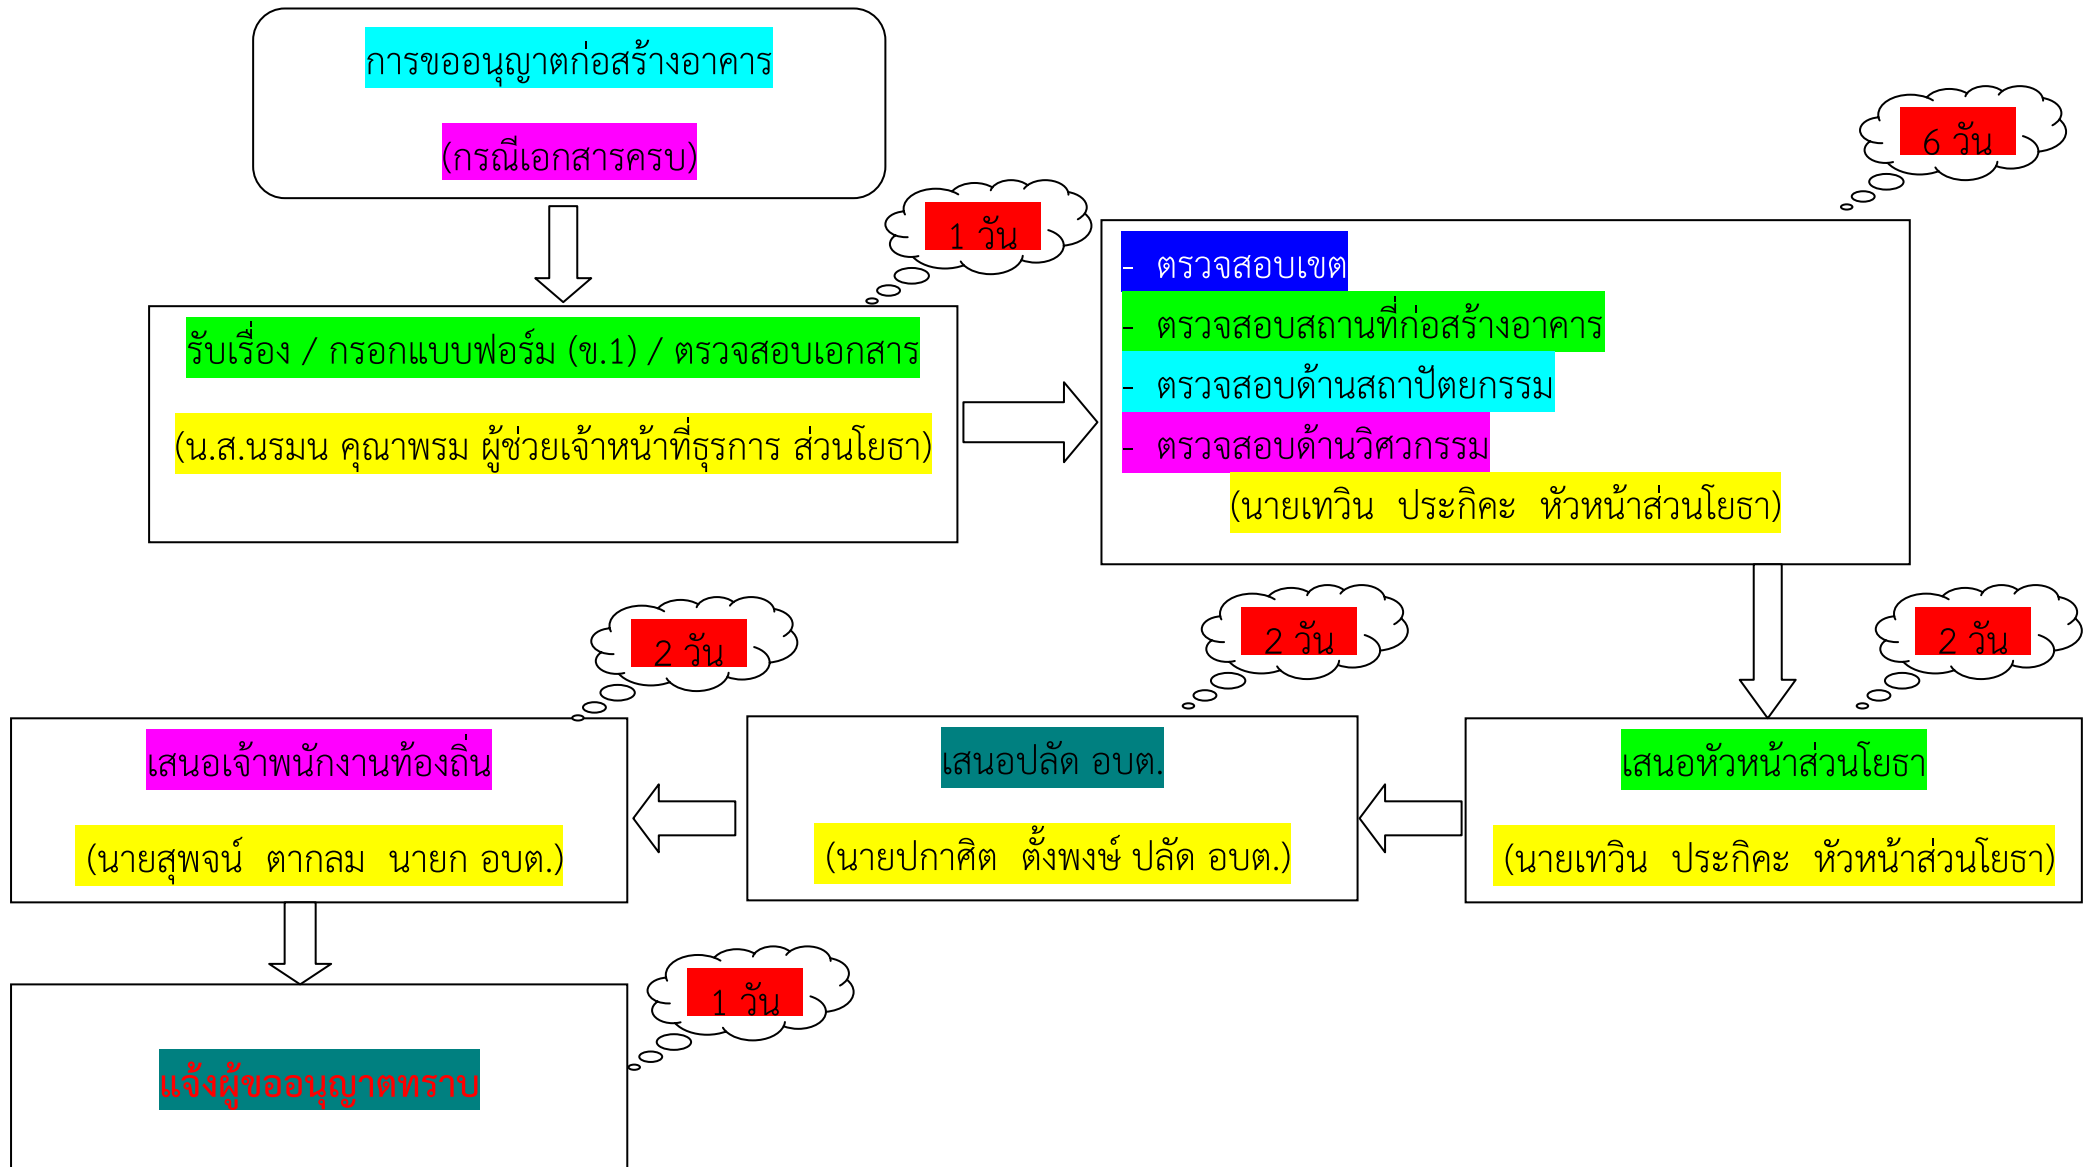 การขออนุญาตก่อสร้างอาคาร
(กรณีเอกสารครบ)
1 วัน
รับเรื่อง / กรอกแบบฟอร์ม (ข.1) / ตรวจสอบเอกสาร
(น.ส.นรมน คุณาพรม ผู้ช่วยเจ้าหน้าที่ธุรการ ส่วนโยธา)
6 วัน
- ตรวจสอบเขต
- ตรวจสอบสถานที่ก่อสร้างอาคาร
- ตรวจสอบด้านสถาปัตยกรรม
- ตรวจสอบด้านวิศวกรรม
(นายเทวิน ประกิคะ หัวหน้าส่วนโยธา)
2 วัน
เสนอหัวหน้าส่วนโยธา
(นายเทวิน ประกิคะ หัวหน้าส่วนโยธา)
2 วัน
เสนอปลัด อบต.
(นายปกาศิต ตั้งพงษ์ ปลัด อบต.)
2 วัน
เสนอเจ้าพนักงานท้องถิ่น
(นายสุพจน์ ตากลม นายก อบต.)
1 วัน
แจ้งผู้ขออนุญาตทราบ